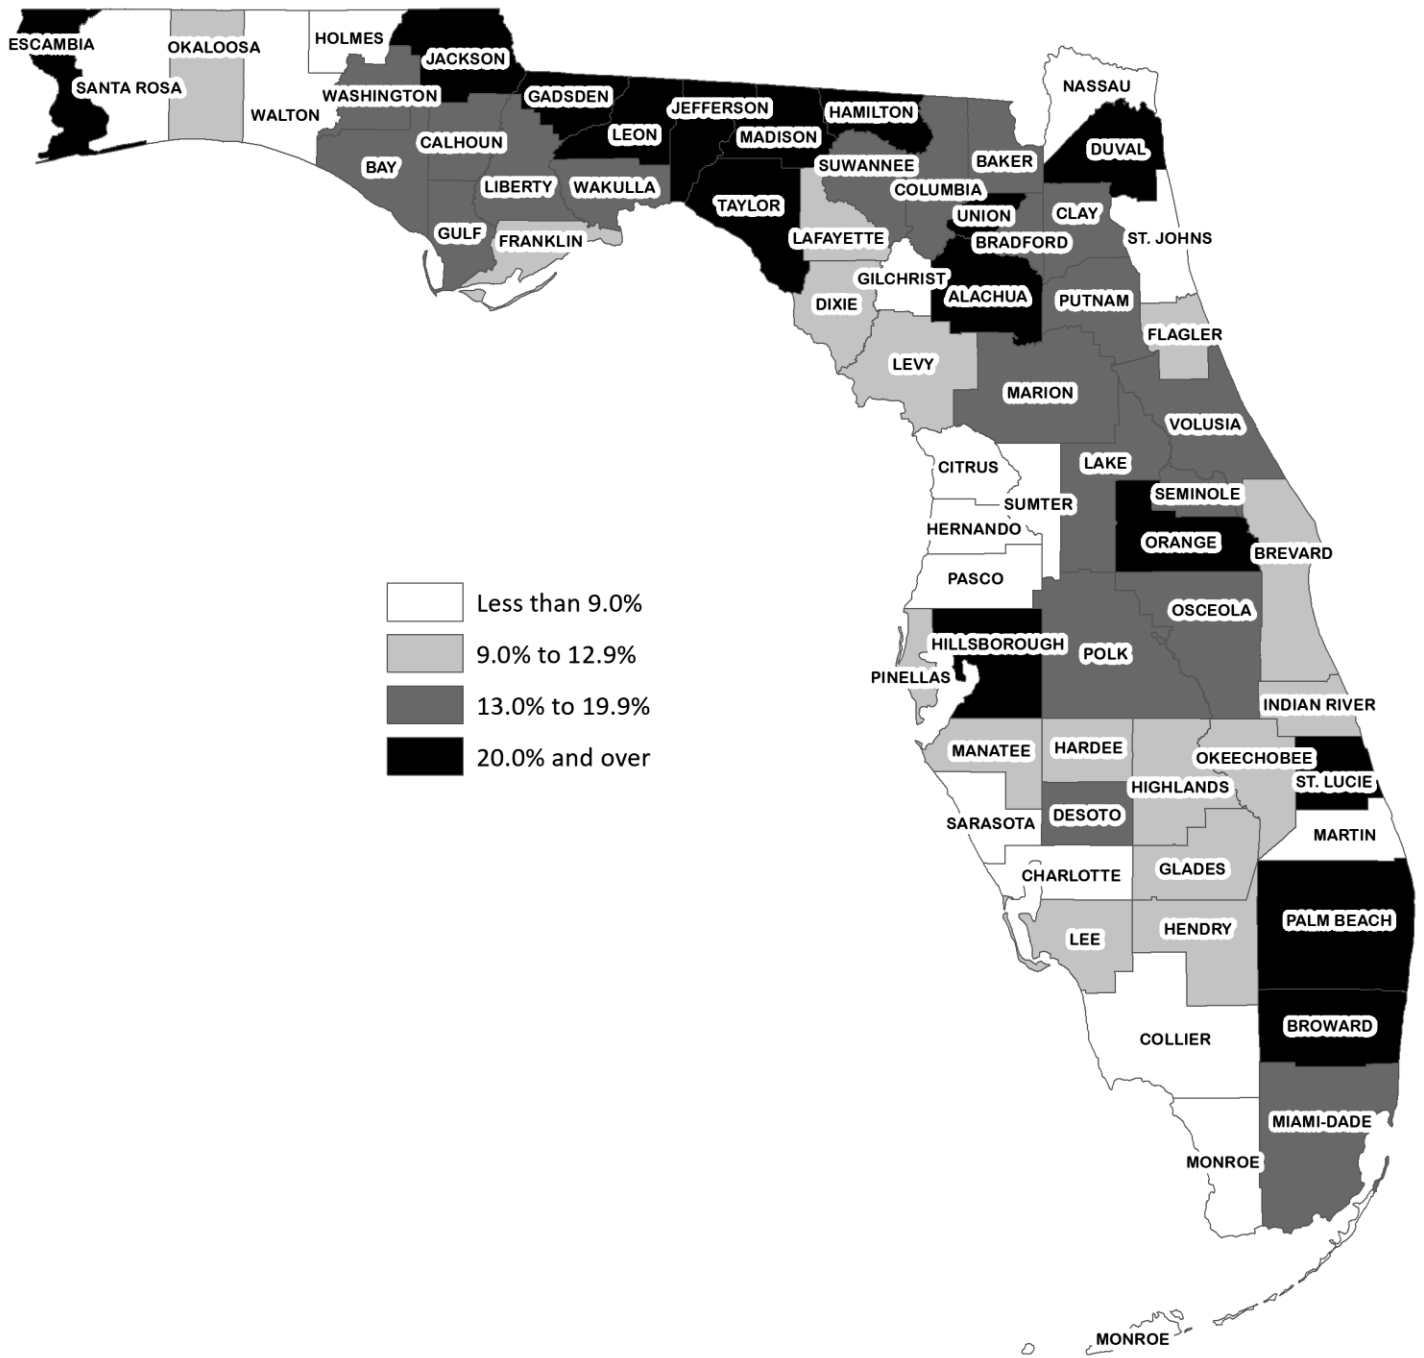 ESCAMBIA
OKALOOSA
HOLMES
JACKSON
SANTA ROSA
WALTON
WASHINGTON
GADSDEN
JEFFERSON
HAMILTON
NASSAU
LEON
MADISON
CALHOUN
BAY
LIBERTY
WAKULLA
SUWANNEE
BAKER
DUVAL
COLUMBIA
TAYLOR
UNION
CLAY
GULF
FRANKLIN
LAFAYETTE
BRADFORD
ST. JOHNS
GILCHRIST
ALACHUA
DIXIE
PUTNAM
FLAGLER
LEVY
MARION
VOLUSIA
CITRUS
LAKE
SUMTER
SEMINOLE
HERNANDO
ORANGE
BREVARD
PASCO
Less than 9.0%
OSCEOLA
HILLSBOROUGH
POLK
9.0% to 12.9%
PINELLAS
13.0% to 19.9%
INDIAN RIVER
MANATEE
HARDEE
OKEECHOBEE
20.0% and over
HIGHLANDS
ST. LUCIE
SARASOTA
DESOTO
MARTIN
CHARLOTTE
GLADES
PALM BEACH
LEE
HENDRY
BROWARD
COLLIER
MIAMI-DADE
MONROE
MONROE